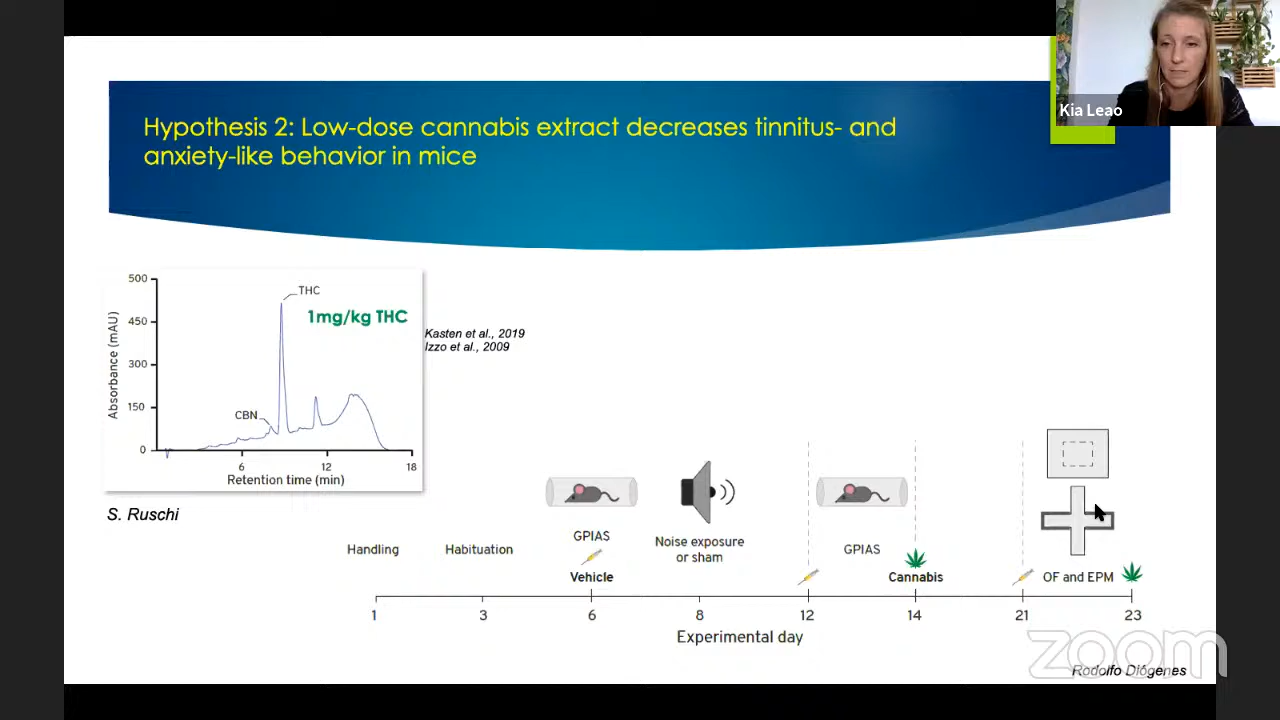 Kia Leao
Hypothesis 2: Low-dose cannabis extract decreases tinnitus- and
anxiety-like behavior in mice
500
450
300
150
0
Absorbance (mAU)
THC
1mg/kg THC
CBN
6
12
18
Retention time (min)
Kasten et al., 2019
Izzo et al., 2009
S. Ruschi
Handling
Habituation
GPIAS
Vehicle
Noise exposure
or sham
GPIAS
Cannabis
OF and EPM
1
3
6
8
12
14
21
23
Experimental day
zoom
Rodolfo Diógenes